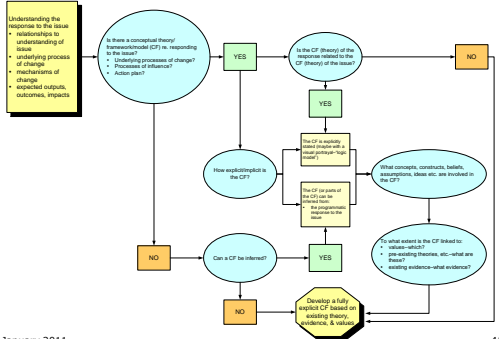 Understanding the
response to the issue
• relationships to
understanding of
issue
• underlying process
of change
• mechanisms of
change
• expected outputs,
outcomes, impacts
Is there a conceptual theory/
framework/model (CF) re. responding
to the issue?
• Underlying processes of change?
• Processes of influence?
• Action plan?
YES
Is the CF (theory) of the
response related to the
CF (theory) of the issue?
NO
YES
How explicit/implicit is
the CF?
The CF is explicitly
stated (maybe with a
visual portrayal–"logic
model")
The CF (or parts of
the CF) can be
inferred from:
• the programmatic
response to the
issue
What concepts, constructs, beliefs,
assumptions, ideas etc. are involved in
the CF?
To what extent is the CF linked to:
• values–which?
• pre-existing theories, etc–what are
these?
• existing evidence–what evidence?
NO
Can a CF be inferred?
YES
NO
Develop a fully
explicit CF based on
existing theory,
evidence, & values